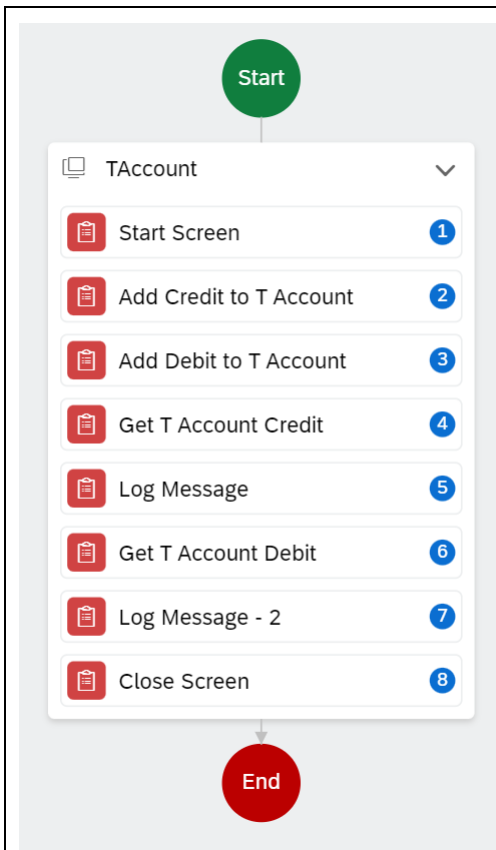 Start
TAccount
Start Screen 1
Add Credit to T Account 2
Add Debit to T Account 3
Get T Account Credit 4
Log Message 5
Get T Account Debit 6
Log Message - 2 7
Close Screen 8
End